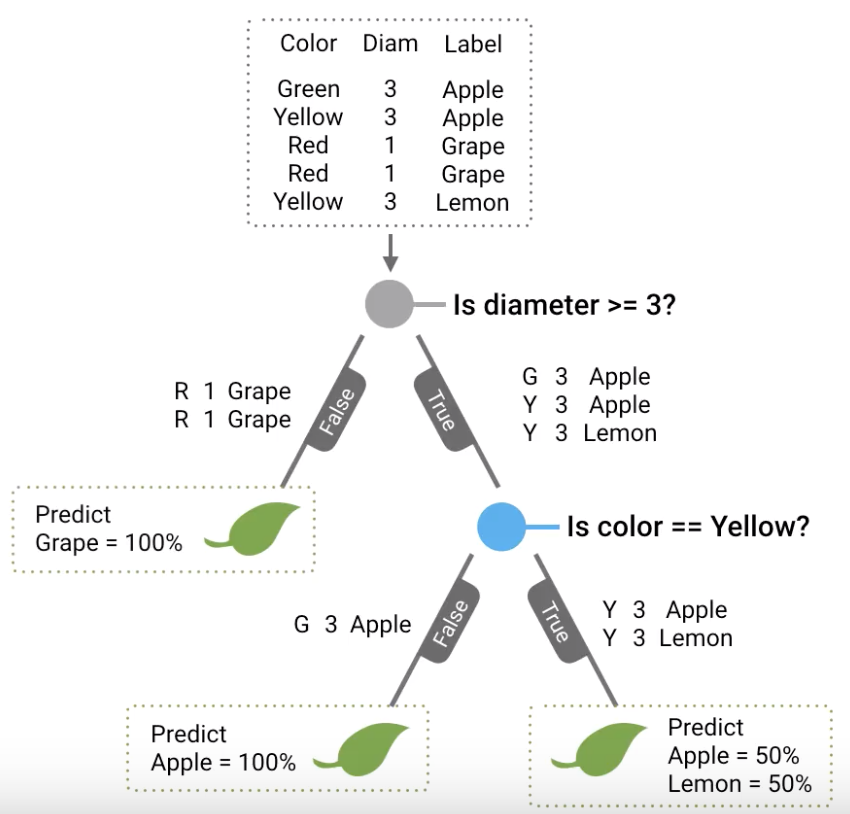 Color Diam Label
Green 3 Apple
Yellow 3 Apple
Red 1 Grape
Red 1 Grape
Yellow 3 Lemon
Is diameter >= 3?
R 1 Grape
R 1 Grape
False
True
G 3 Apple
Y 3 Apple
Y 3 Lemon
Predict
Grape = 100%
Is color == Yellow?
G 3 Apple
False
True
Y 3 Apple
Y 3 Lemon
Predict
Apple = 100%
Predict
Apple = 50%
Lemon = 50%